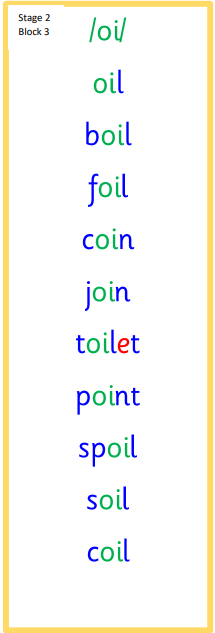 Stage 2
Block 3
/oi/
oil
boil
foil
coin
join
toilet
point
spoil
soil
coil